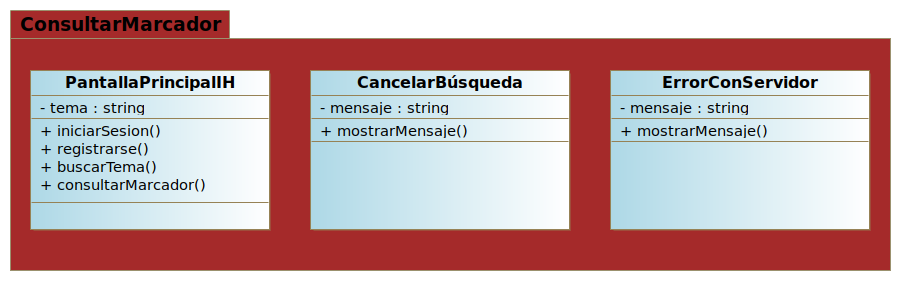 ConsultarMarcador
PantallaPrincipalIH
- tema : string
+ iniciarSesion()
+ registrarse()
+ buscarTema()
+ consultarMarcador()
CancelarBúsqueda
- mensaje : string
+ mostrarMensaje()
ErrorConServidor
- mensaje : string
+ mostrarMensaje()